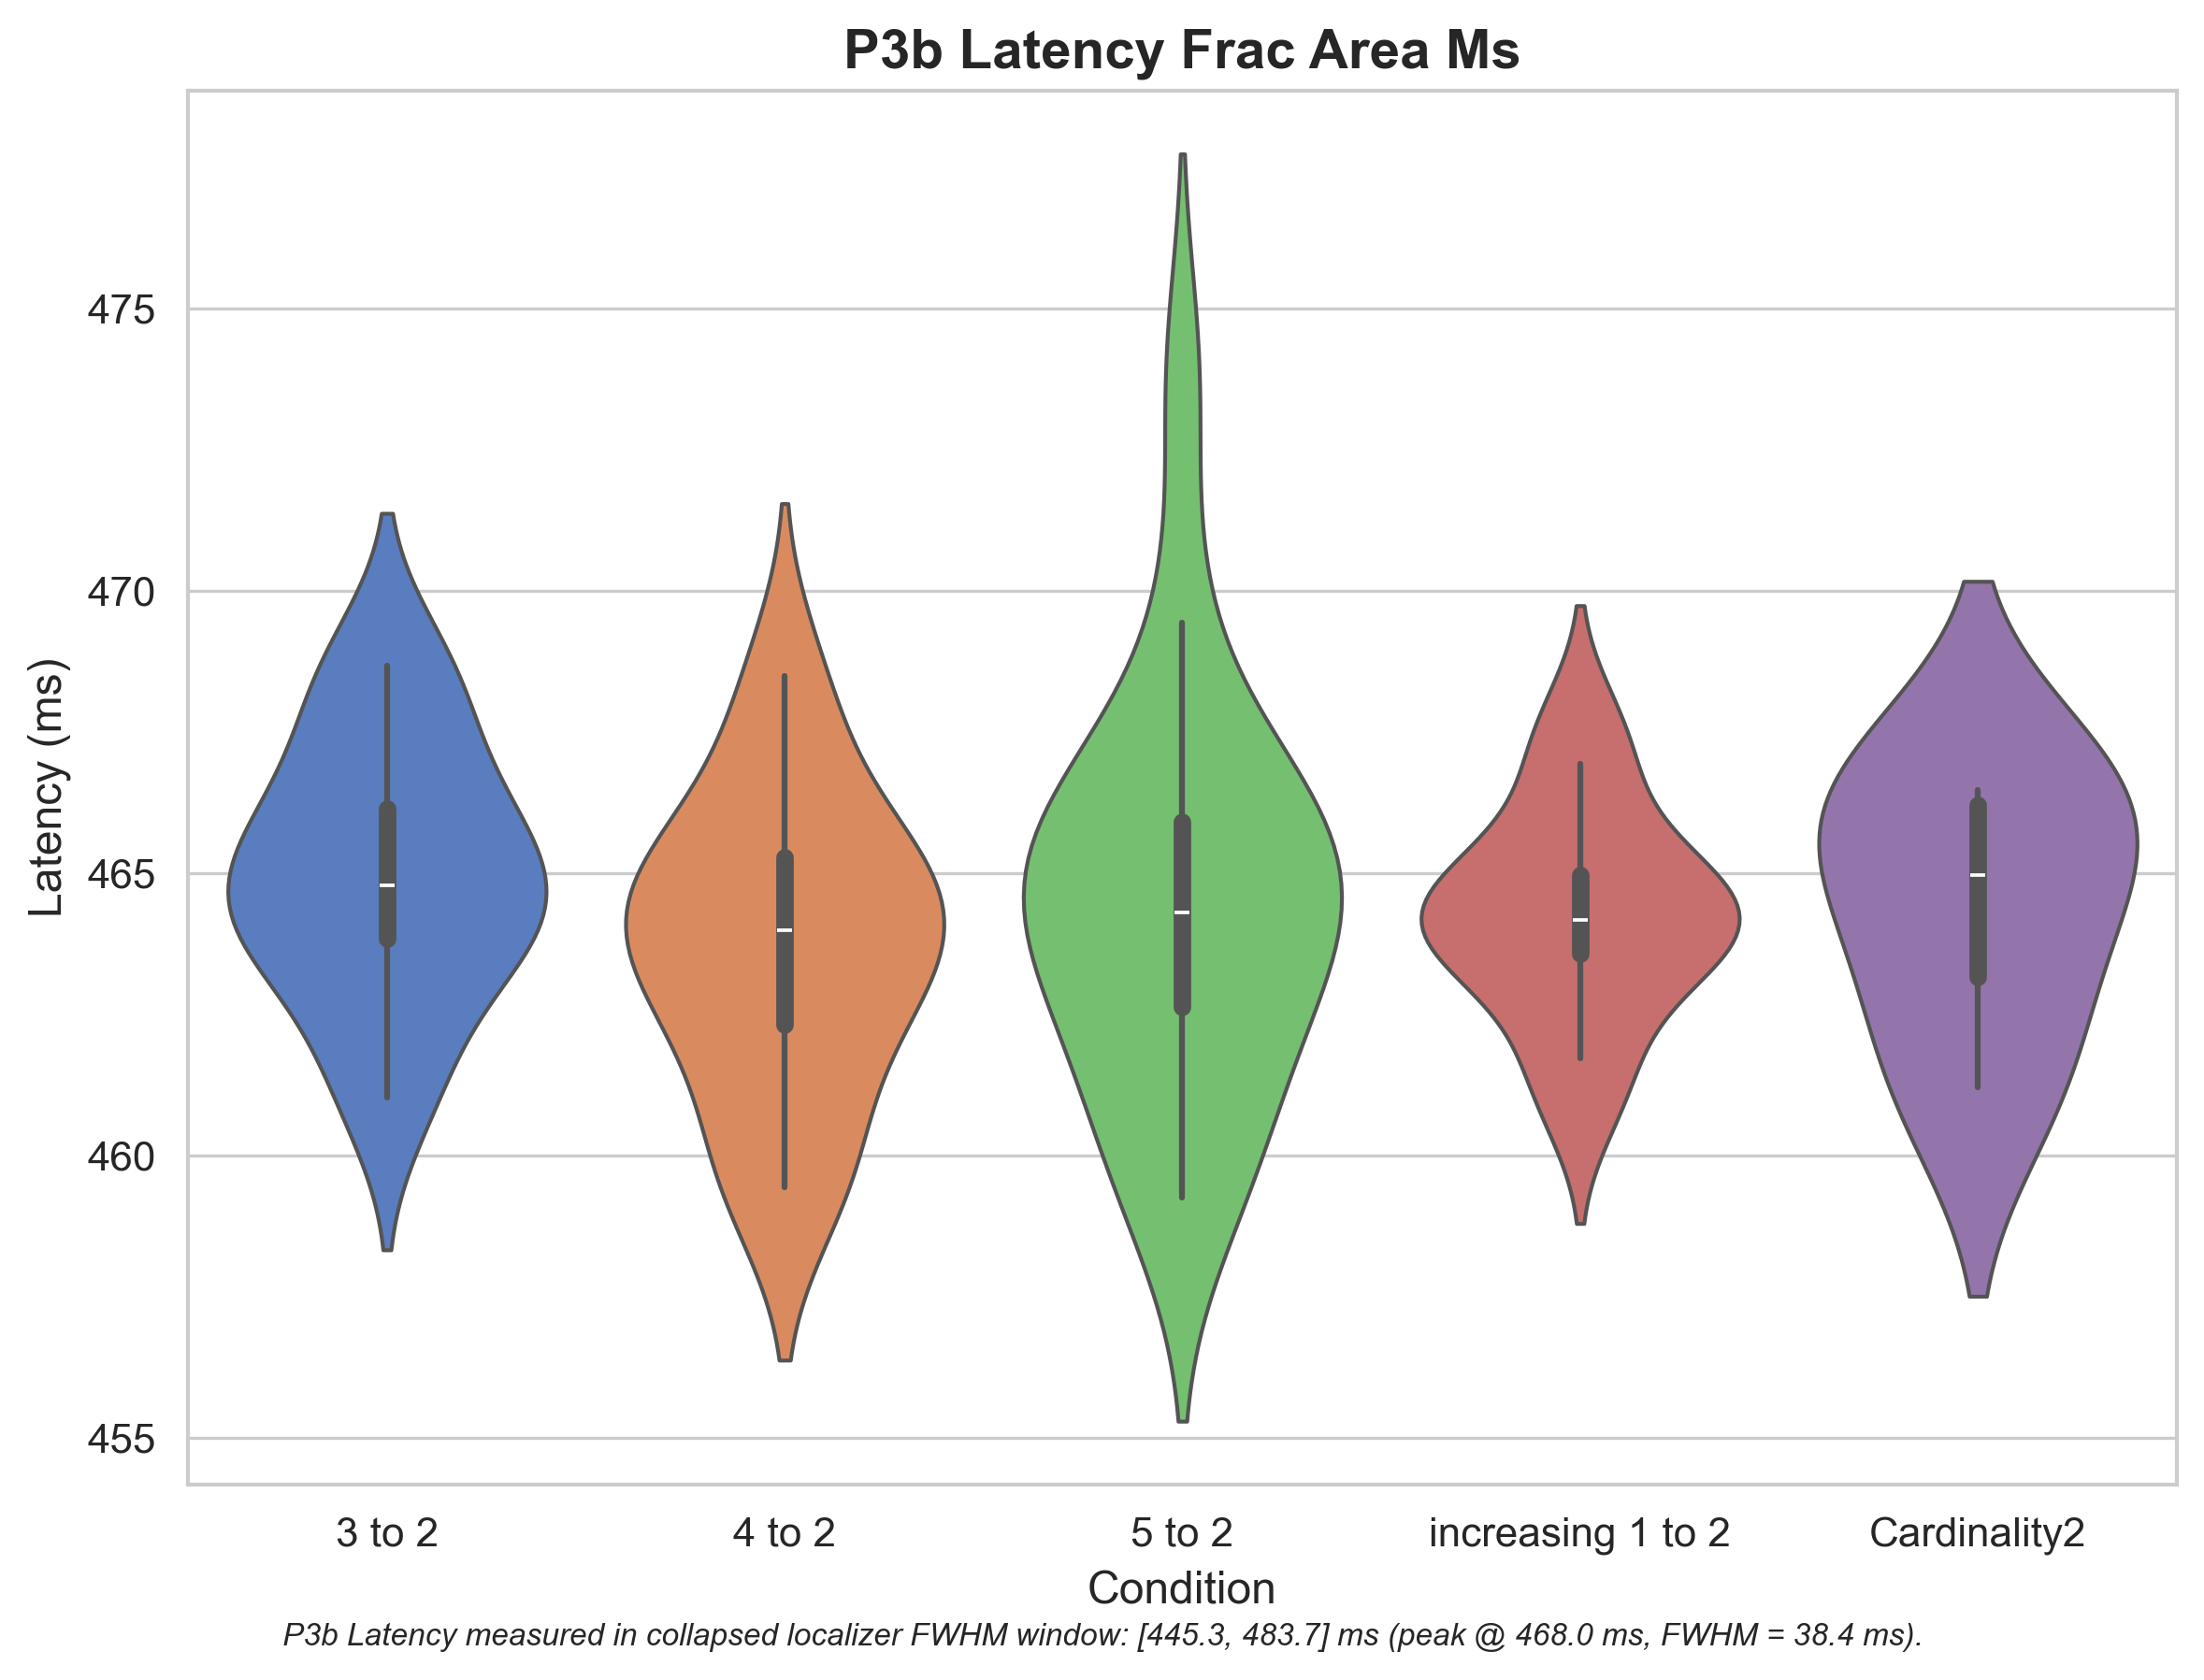 P3b Latency Frac Area Ms
Latency (ms)
475
470
465
460
455
3 to 2
4 to 2
5 to 2
increasing 1 to 2
Cardinality2
Condition
P3b Latency measured in collapsed localizer FWHM window: [445.3, 483.7] ms (peak @ 468.0 ms, FWHM = 38.4 ms).